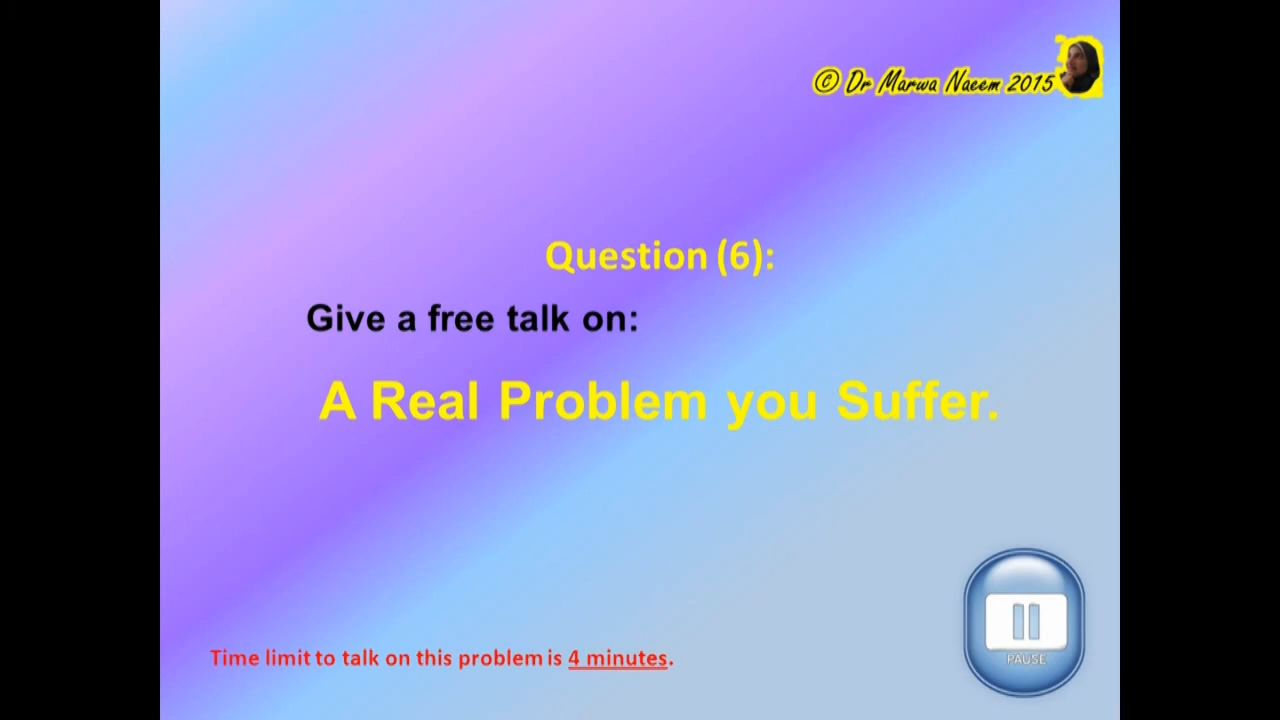 © Dr Marwa Naeem 2015
Question (6):
Give a free talk on:
A Real Problem you Suffer.
Time limit to talk on this problem is 4 minutes.
PAUSE